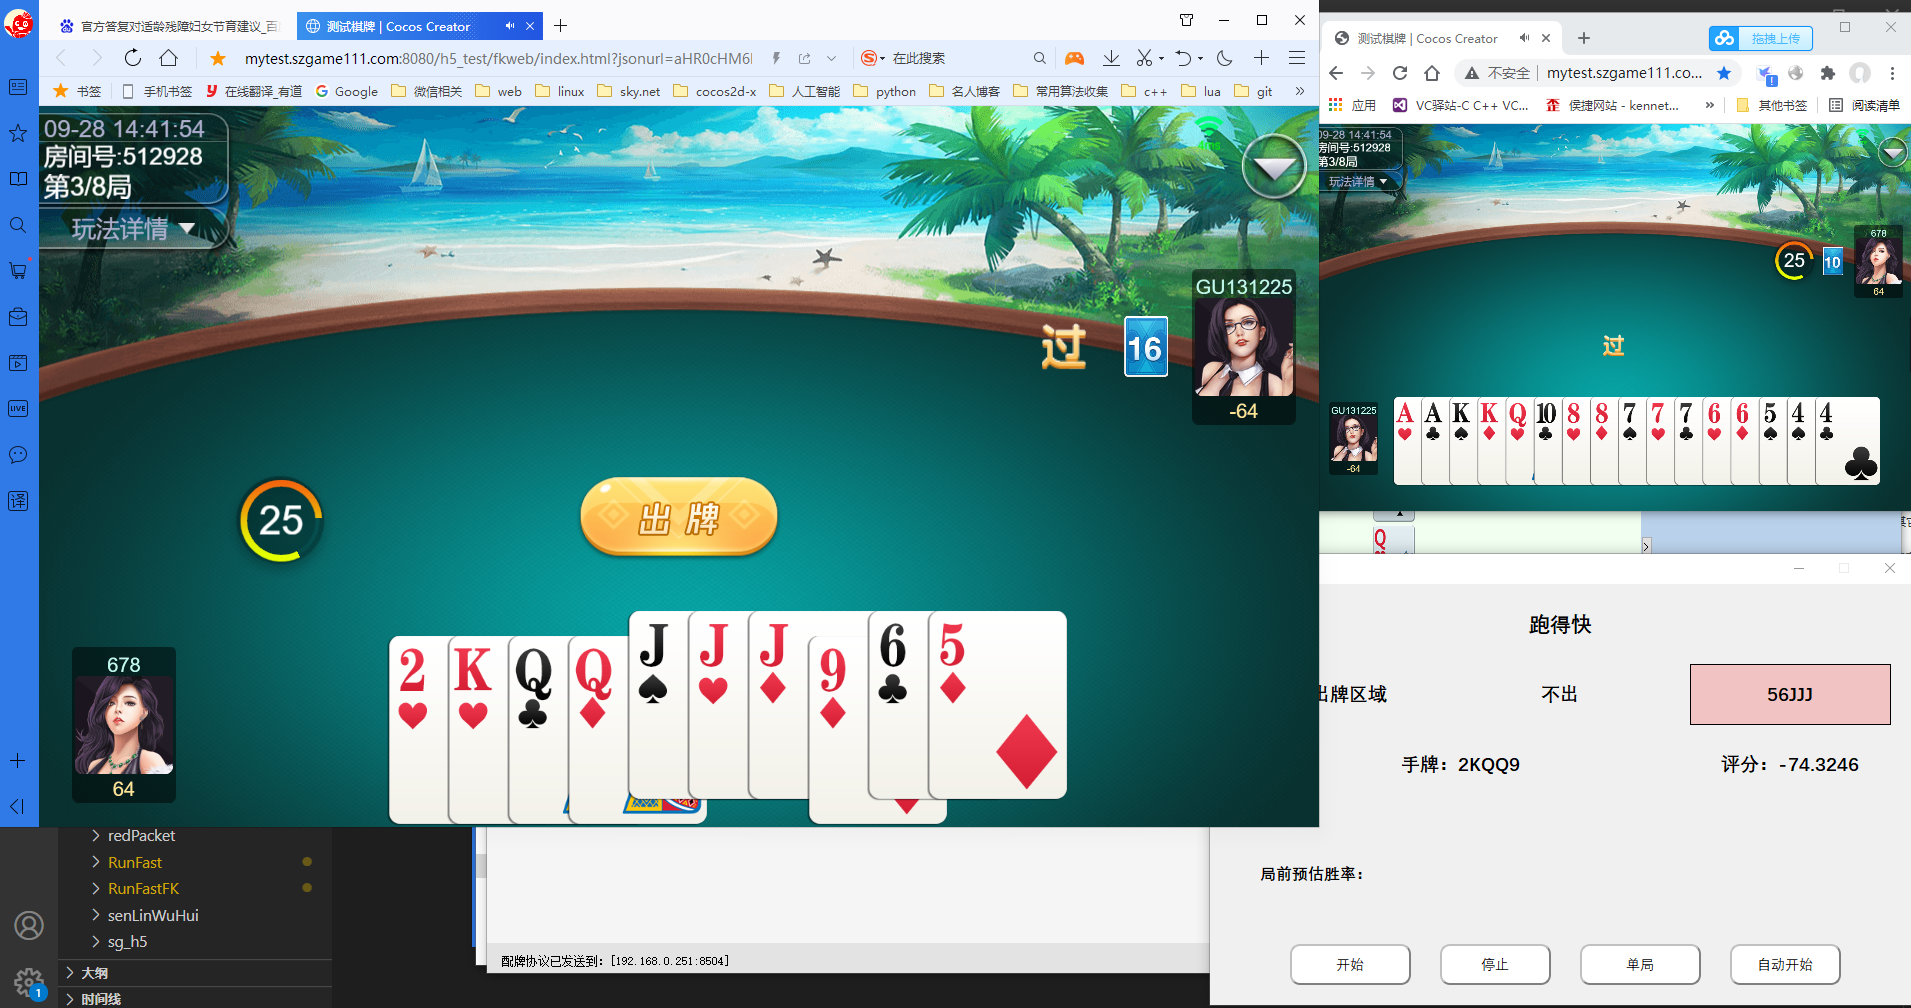 官方答复对适龄残障妇女节育建议_百
测试棋牌 | Cocos Creator
mytest.szgame111.com:8080/h5_test/fkweb/index.html?jsonurl=aHR0cHM6l
在此搜索
书签 手机书签 在线翻译_有道 Google 微信相关 web linux sky.net cocos2d-x 人工智能 python 名人博客 常用算法收集 c++ lua git »
09-28 14:41:54
房间号:512928
第3/8局
玩法详情
GU131225
过
16
-64
25
出牌
678
64
2 K Q Q J J J 9 6 5
LIVE
译
测试棋牌 | Cocos Creator
拖拽上传
不安全 | mytest.szgame111.co...
应用 VC驿站-C C++ VC... 侯捷网站 - kennet... » 其他书签 阅读清单
09-28 14:41:54
房间号:512928
第3/8局
玩法详情
678
25
10
64
过
GU131225
-64
A A K K Q 10 8 8 7 7 7 6 6 5 4 4
Q
跑得快
出牌区域 不出 56JJJ
手牌：2KQQ9 评分：-74.3246
局前预估胜率：
开始 停止 单局 自动开始
redPacket
RunFast
RunFastFK
senLinWuHui
sg_h5
大纲
时间线
1
配牌协议已发送到：[192.168.0.251:8504]